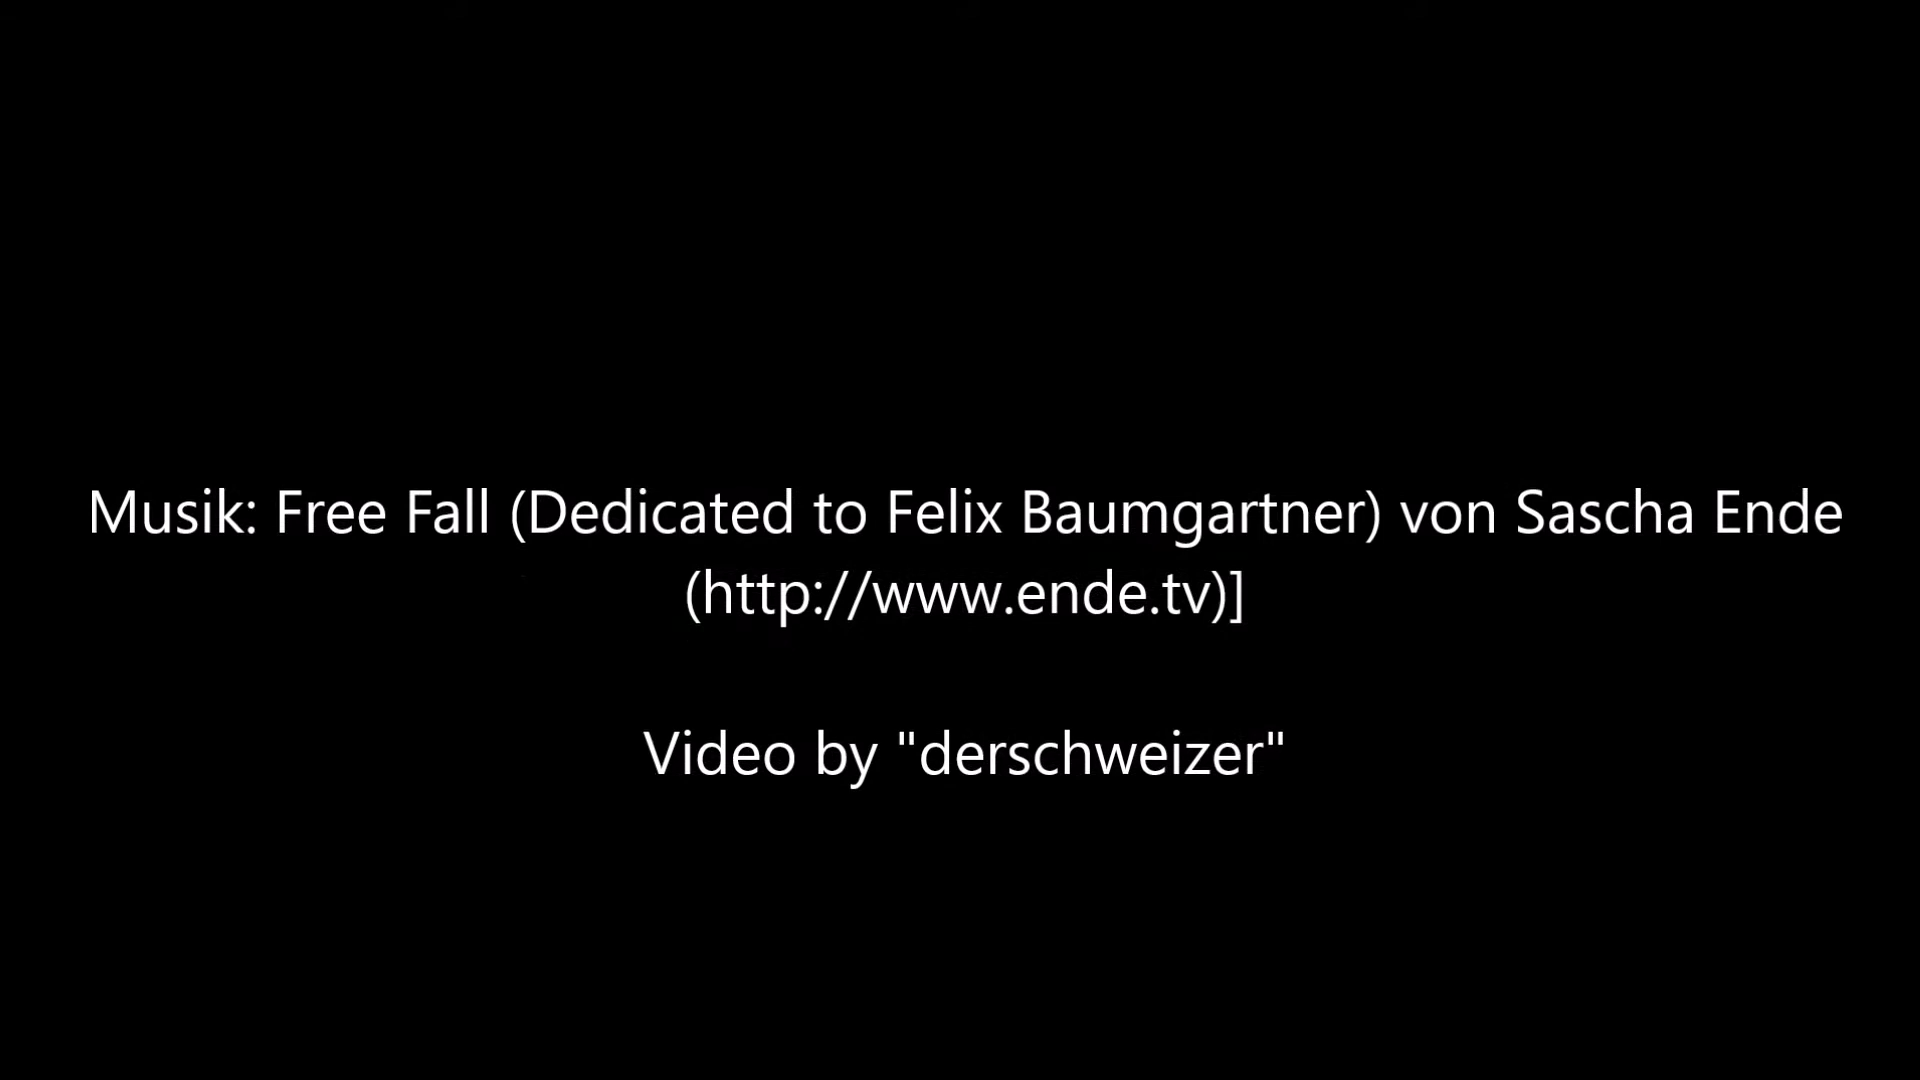 Musik: Free Fall (Dedicated to Felix Baumgartner) von Sascha Ende
(http://www.ende.tv)]
Video by "derschweizer"